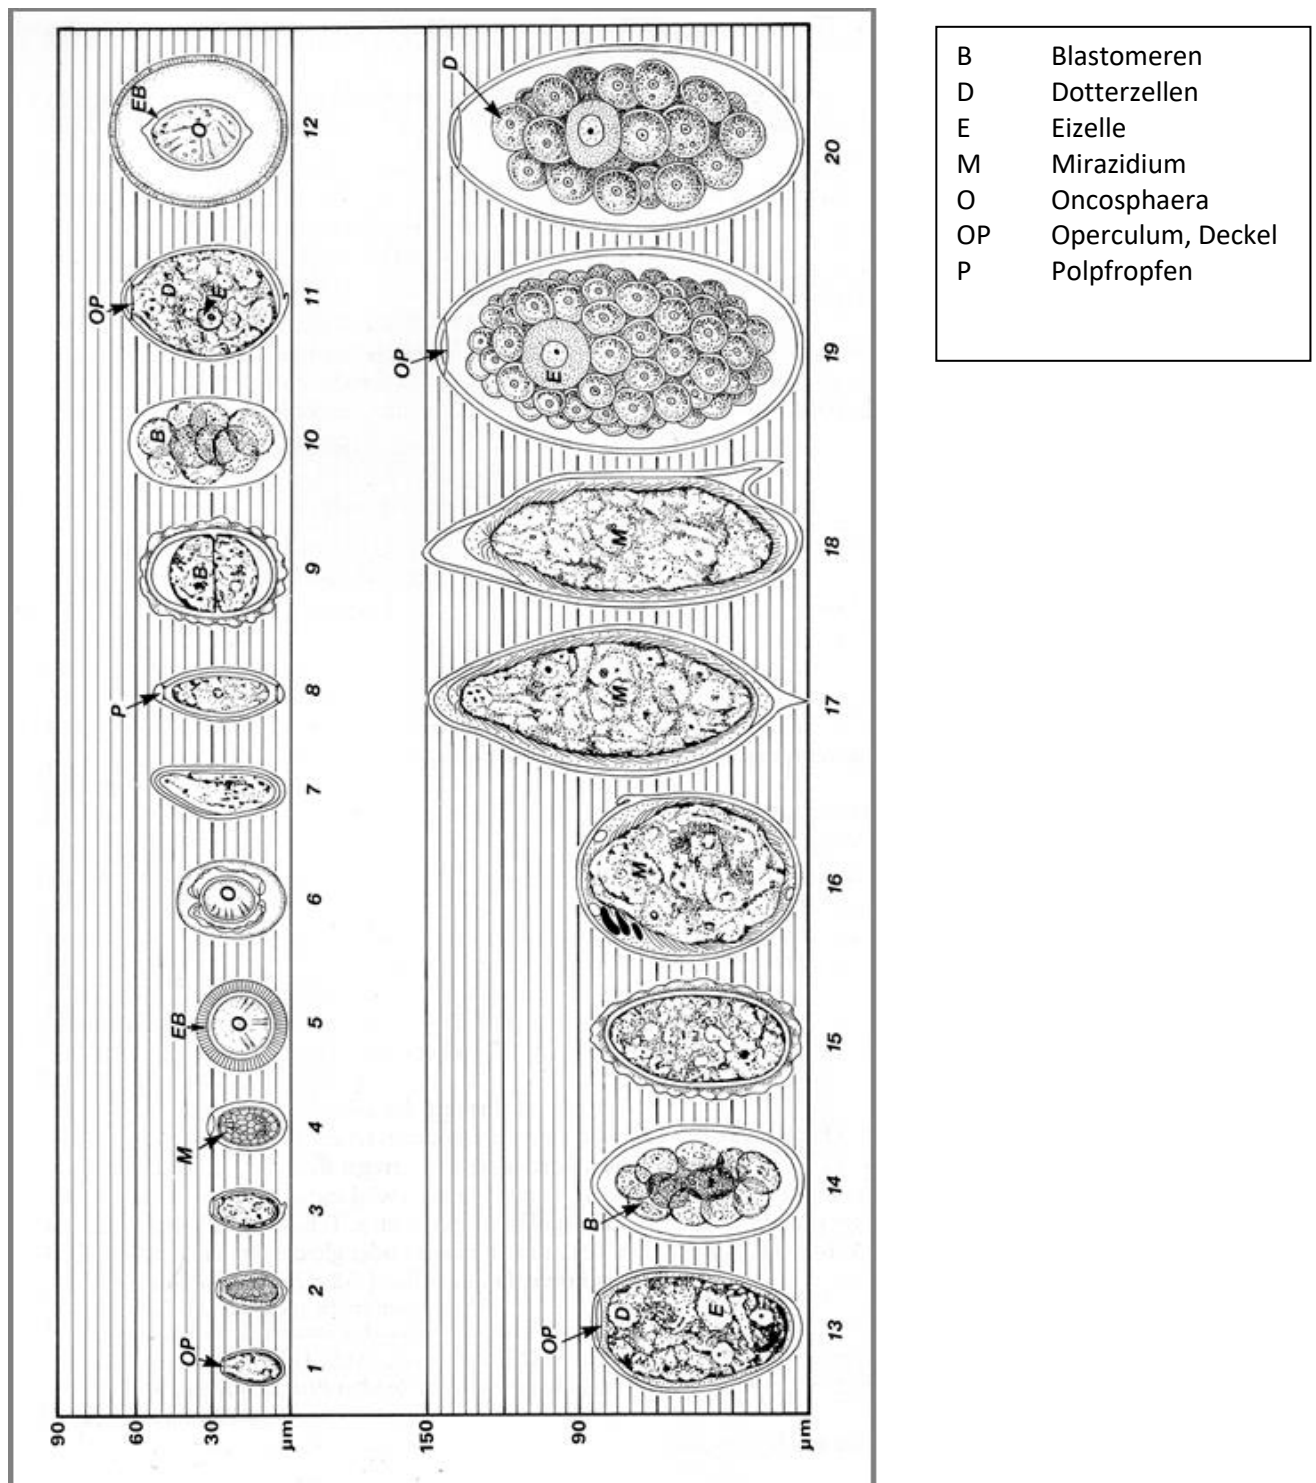 B Blastomeren
D Dotterzellen
E Eizelle
M Mirazidium
O Oncosphaera
OP Operculum, Deckel
P Polpfropfen
90
60
30
µm
OP
1
2
3
M
4
EB
O
5
O
6
7
P
8
B
9
B
10
OP
D
E
11
EB
O
12
150
90
µm
OP
D
E
13
B
14
15
M
16
M
17
M
18
OP
E
19
D
20